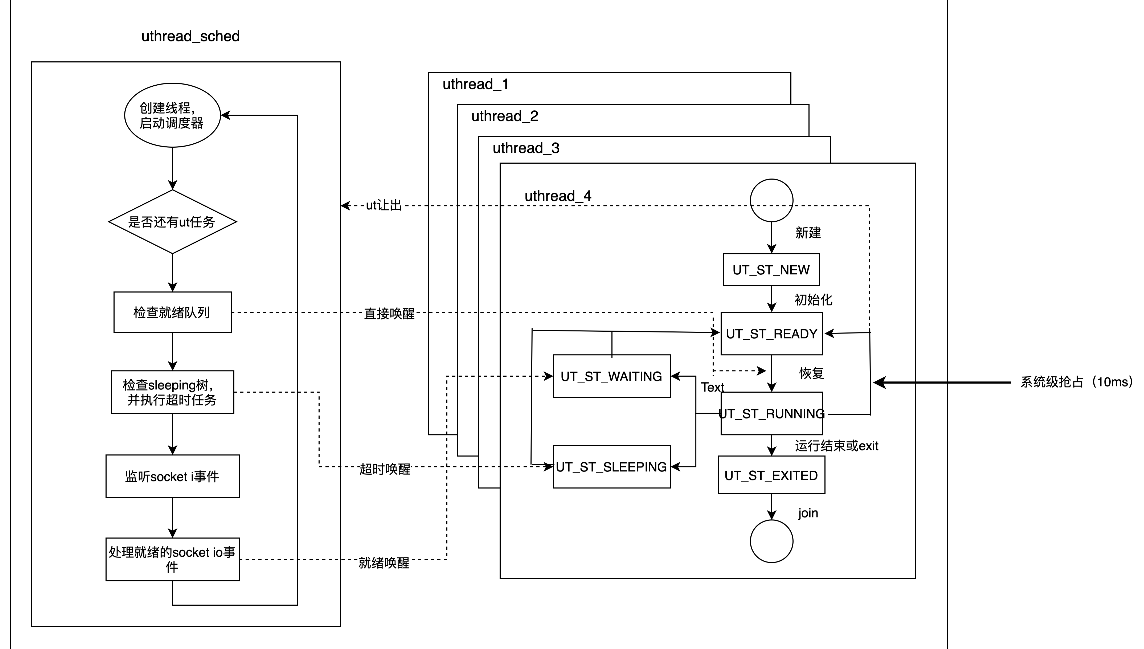 uthread_sched
创建线程，
启动调度器
是否还有ut任务
检查就绪队列
检查sleeping树，
并执行超时任务
监听socket i事件
处理就绪的socket io事
件
ut让出
直接唤醒
超时唤醒
就绪唤醒
uthread_1
uthread_2
uthread_3
uthread_4
新建
UT_ST_NEW
初始化
UT_ST_READY
恢复
UT_ST_WAITING
Text
UT_ST_RUNNING
运行结束或exit
UT_ST_SLEEPING
UT_ST_EXITED
join
系统级抢占（10ms）